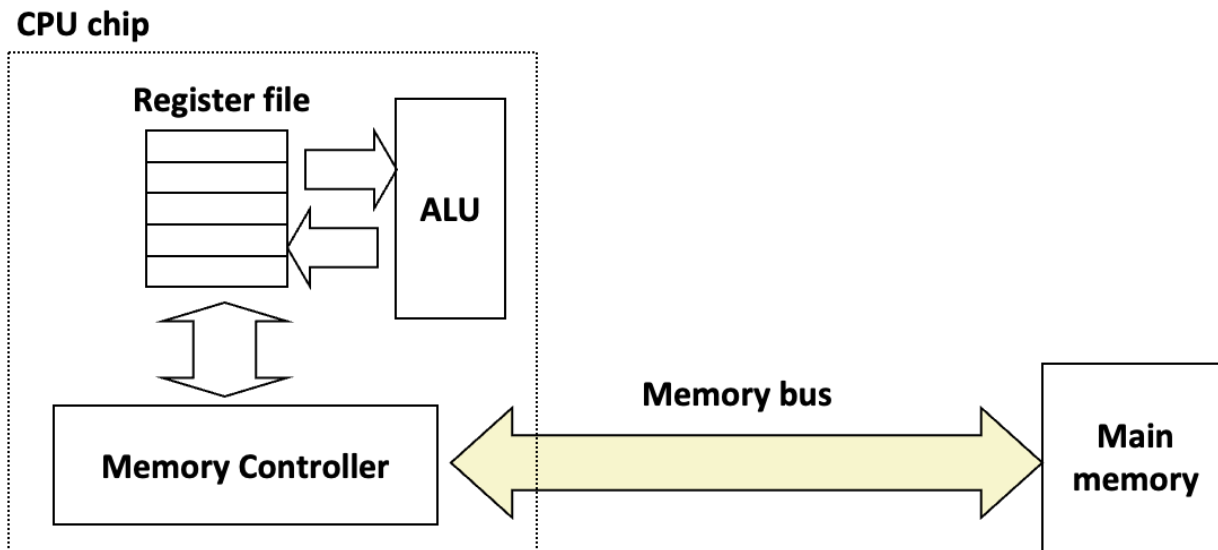 CPU chip
Register file
ALU
Memory bus
Memory Controller
Main
memory